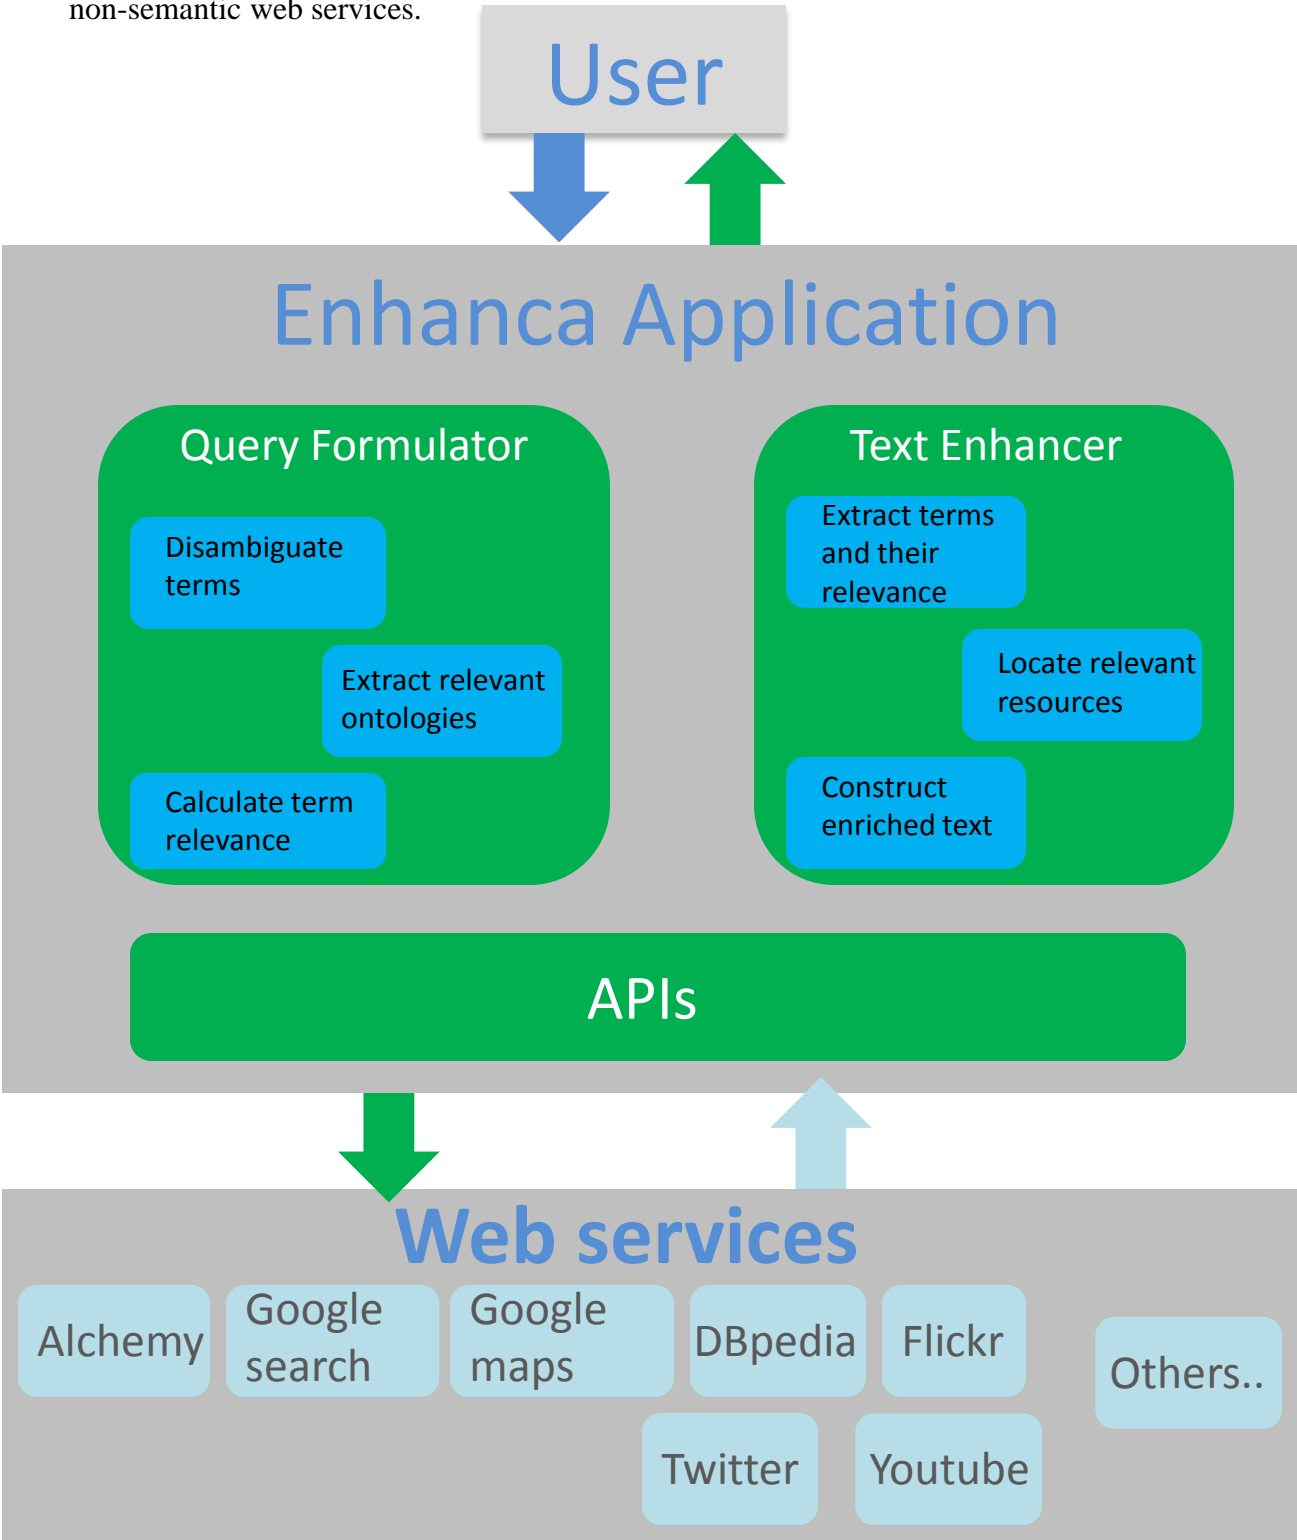 non-semantic web services.
User
Enhanca Application
Query Formulator
Disambiguate
terms
Extract relevant
ontologies
Calculate term
relevance
Text Enhancer
Extract terms
and their
relevance
Locate relevant
resources
Construct
enriched text
APIs
Web services
Alchemy
Google
search
Google
maps
DBpedia
Flickr
Others..
Twitter
Youtube